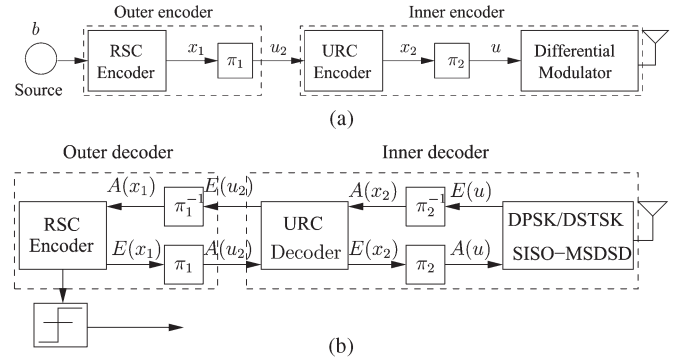 Outer encoder
Inner encoder
b
Source
RSC
Encoder
x₁
π₁
u₂
URC
Encoder
x₂
π₂
u
Differential
Modulator
(a)
Outer decoder
Inner decoder
RSC
Encoder
A(x₁)
π₁⁻¹
E(u₂)
E(x₁)
π₁
A(u₂)
URC
Decoder
A(x₂)
π₂⁻¹
E(u)
E(x₂)
π₂
A(u)
DPSK/DSTSK
SISO−MSDSD
(b)